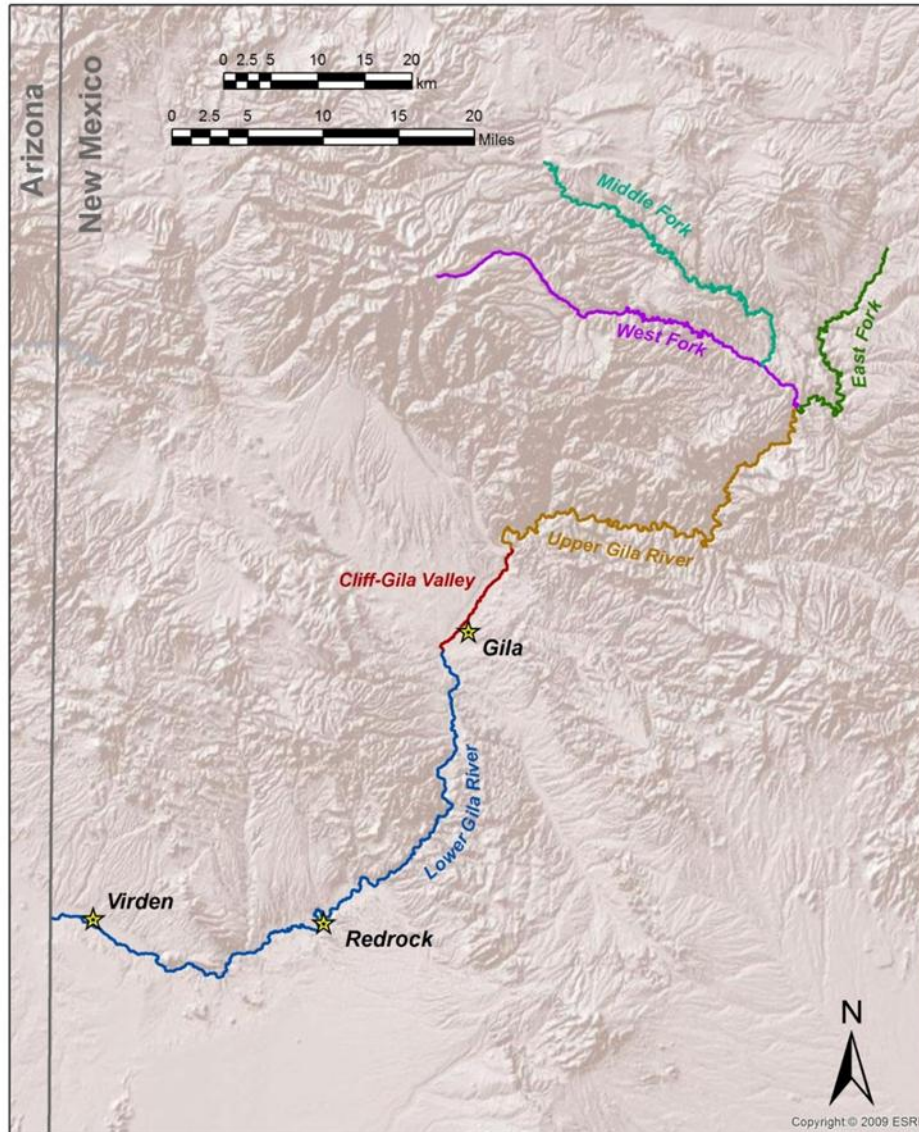 Arizona
New Mexico
0 2.5 5 10 15 20
km
0 2.5 5 10 15 20
Miles
Middle Fork
West Fork
East Fork
Upper Gila River
Cliff-Gila Valley
Gila
Lower Gila River
Virden
Redrock
N
Copyright © 2009 ESR